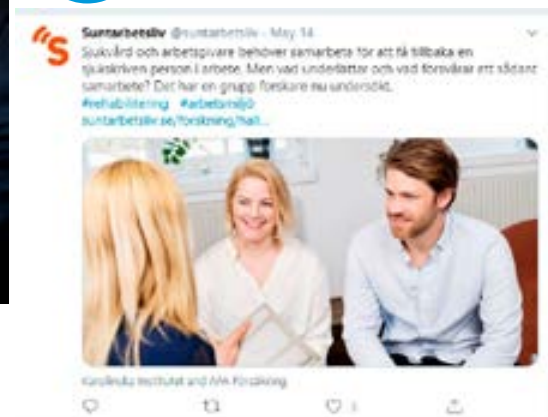 Suntarbetsliv @suntarbetsliv · May 14
Sjukvård och arbetsgivare behöver samarbeta för att få tillbaka en
sjukskriven person i arbete. Men vad underlättar och vad försvårar ett sådant
samarbete? Det har en grupp forskare nu undersökt.
#rehabilitering #arbetsmiljö
suntarbetsliv.se/forskning/hall...
Karolinska Institutet and AFA Försäkring